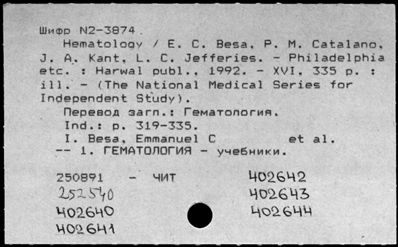 Шифр N2-3874.
Hematology / E. C. Besa, P. M. Catalano,
J. A. Kant, L. C. Jefferies. - Philadelphia
etc. : Harwal publ., 1992. - XVI, 335 p. :
ill. - (The National Medical Series for
Independent Study).
Перевод загл.: Гематология.
Ind.: p. 319-335.
I. Besa, Emmanuel C et al.
-- 1. ГЕМАТОЛОГИЯ - учебники.
250891 - ЧИТ 402642
252540 402643
402640 402644
402641